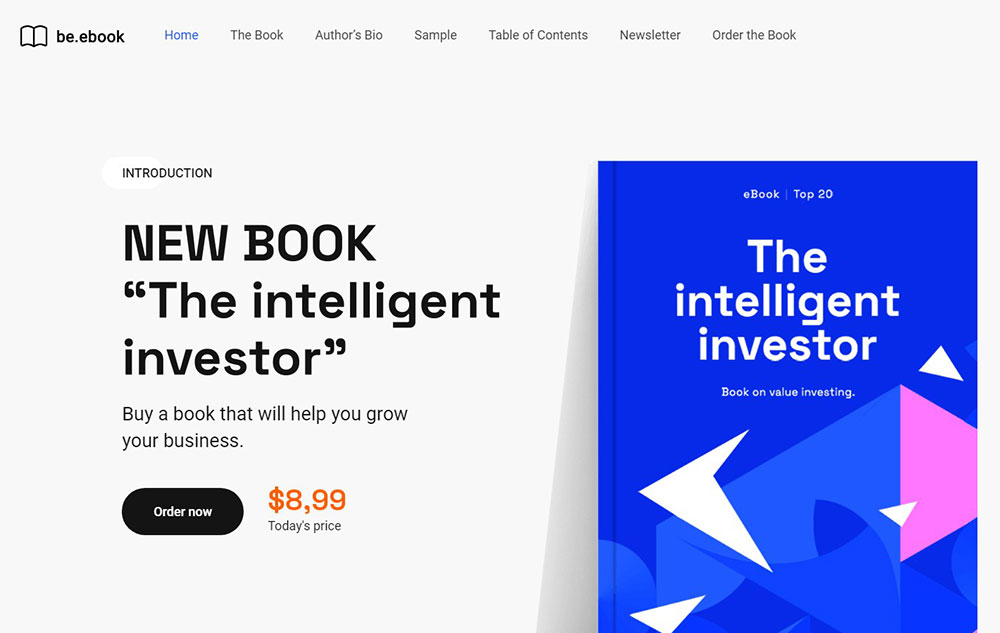 be.ebook
Home The Book Author's Bio Sample Table of Contents Newsletter Order the Book
INTRODUCTION
NEW BOOK
“The intelligent
investor”
Buy a book that will help you grow
your business.
Order now
$8,99
Today's price
eBook | Top 20
The
intelligent
investor
Book on value investing.